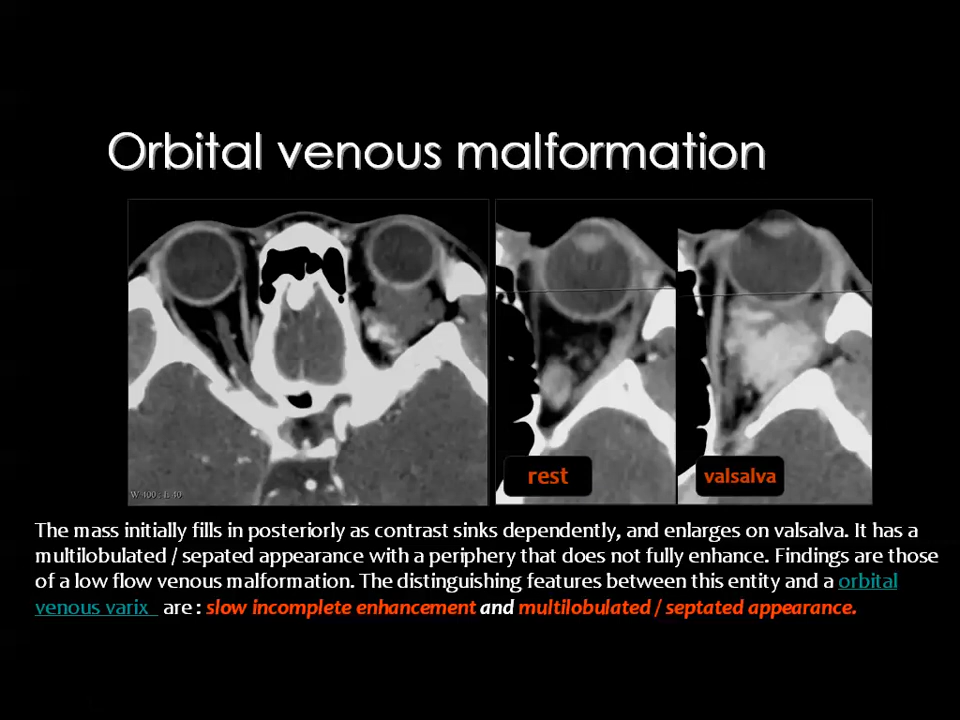 Orbital venous malformation
W 400 : L 40
rest
valsalva
The mass initially fills in posteriorly as contrast sinks dependently, and enlarges on valsalva. It has a
multilobulated / sepated appearance with a periphery that does not fully enhance. Findings are those
of a low flow venous malformation. The distinguishing features between this entity and a orbital
venous varix are : slow incomplete enhancement and multilobulated / septated appearance.